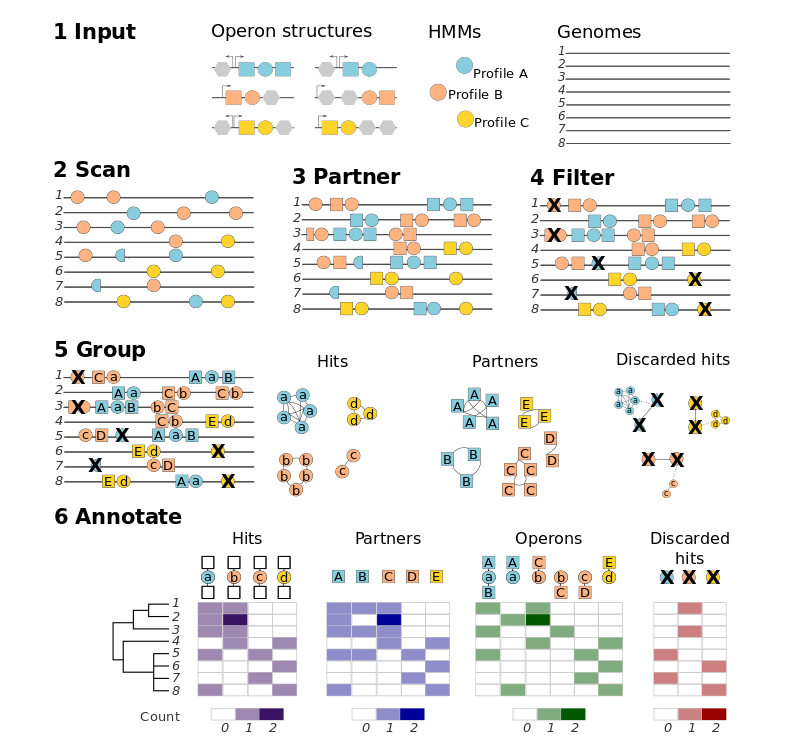 1 Input
Operon structures
HMMs
Profile A
Profile B
Profile C
Genomes
1
2
3
4
5
6
7
8
2 Scan
1
2
3
4
5
6
7
8
3 Partner
1
2
3
4
5
6
7
8
4 Filter
1 X
2
3 X
4
5 X
6 X
7 X
8 X
5 Group
1 X C a A a B
2 A a C b C b
3 X A a B b C
4 C b E d
5 c D X A a B
6 E d X
7 X c D
8 E d A a X
Hits
a a a a a
d d d
b b b b b
c c
Partners
A A A A A
E E E
D D
B B B
C C C C C
Discarded hits
a a a a a X X
X X d d d
X X c c
6 Annotate
Hits
a b c d
Partners
A B C D E
Operons
A A C E
a a b b c d
B C D
Discarded
hits
X X X
1
2
3
4
5
6
7
8
Count
0 1 2
0 1 2
0 1 2
0 1 2